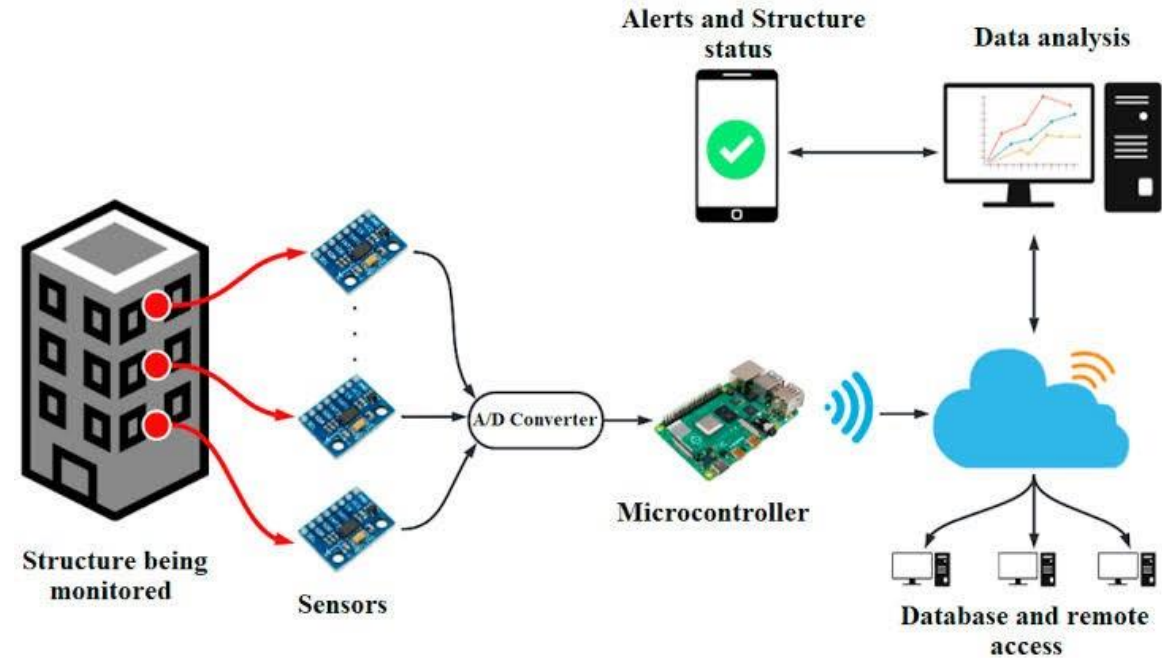 Alerts and Structure
status
Data analysis
A/D Converter
Microcontroller
Structure being
monitored
Sensors
Database and remote
access